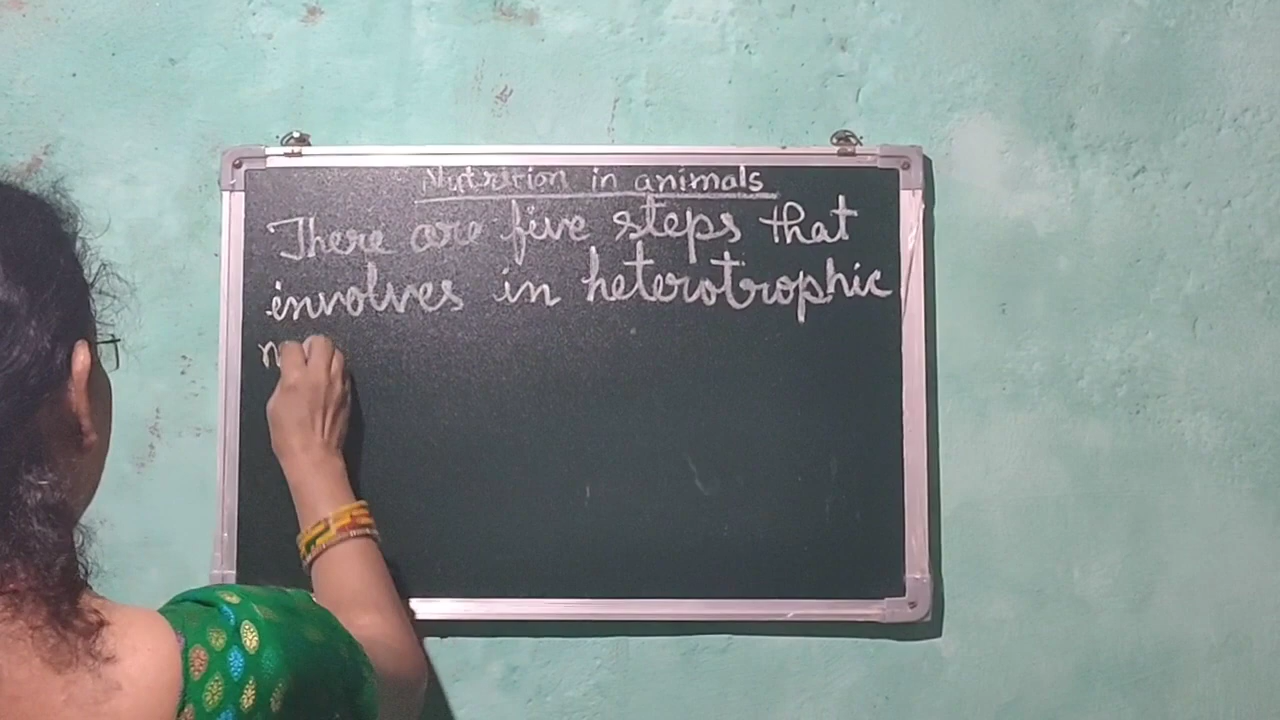 Nutrition in animals
There are five steps that
involves in heterotrophic